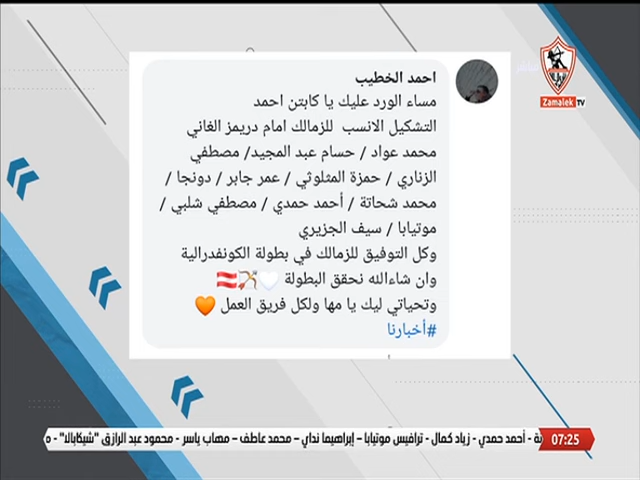 احمد الخطيب
مساء الورد عليك يا كابتن احمد
التشكيل الانسب للزمالك امام دريمز الغاني
محمد عواد / حسام عبد المجيد/ مصطفي
الزناري / حمزة المثلوثي / عمر جابر / دونجا /
محمد شحاتة / أحمد حمدي / مصطفي شلبي /
موتيابا / سيف الجزيري
وكل التوفيق للزمالك في بطولة الكونفدرالية
وان شاءالله نحقق البطولة 🤍🏹🇦🇹
وتحياتي ليك يا مها ولكل فريق العمل 🧡
#أخبارنا
Zamalek TV
07:25
ـة - أحمد حمدي - زياد كمال - ترافيس موتيابا – إبراهيما نداي – محمد عاطف – مهاب ياسر - محمود عبد الرازق "شيكابالا" -